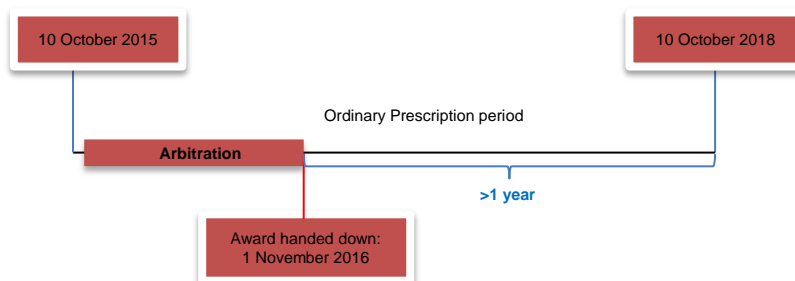 10 October 2015
10 October 2018
Ordinary Prescription period
Arbitration
>1 year
Award handed down:
1 November 2016